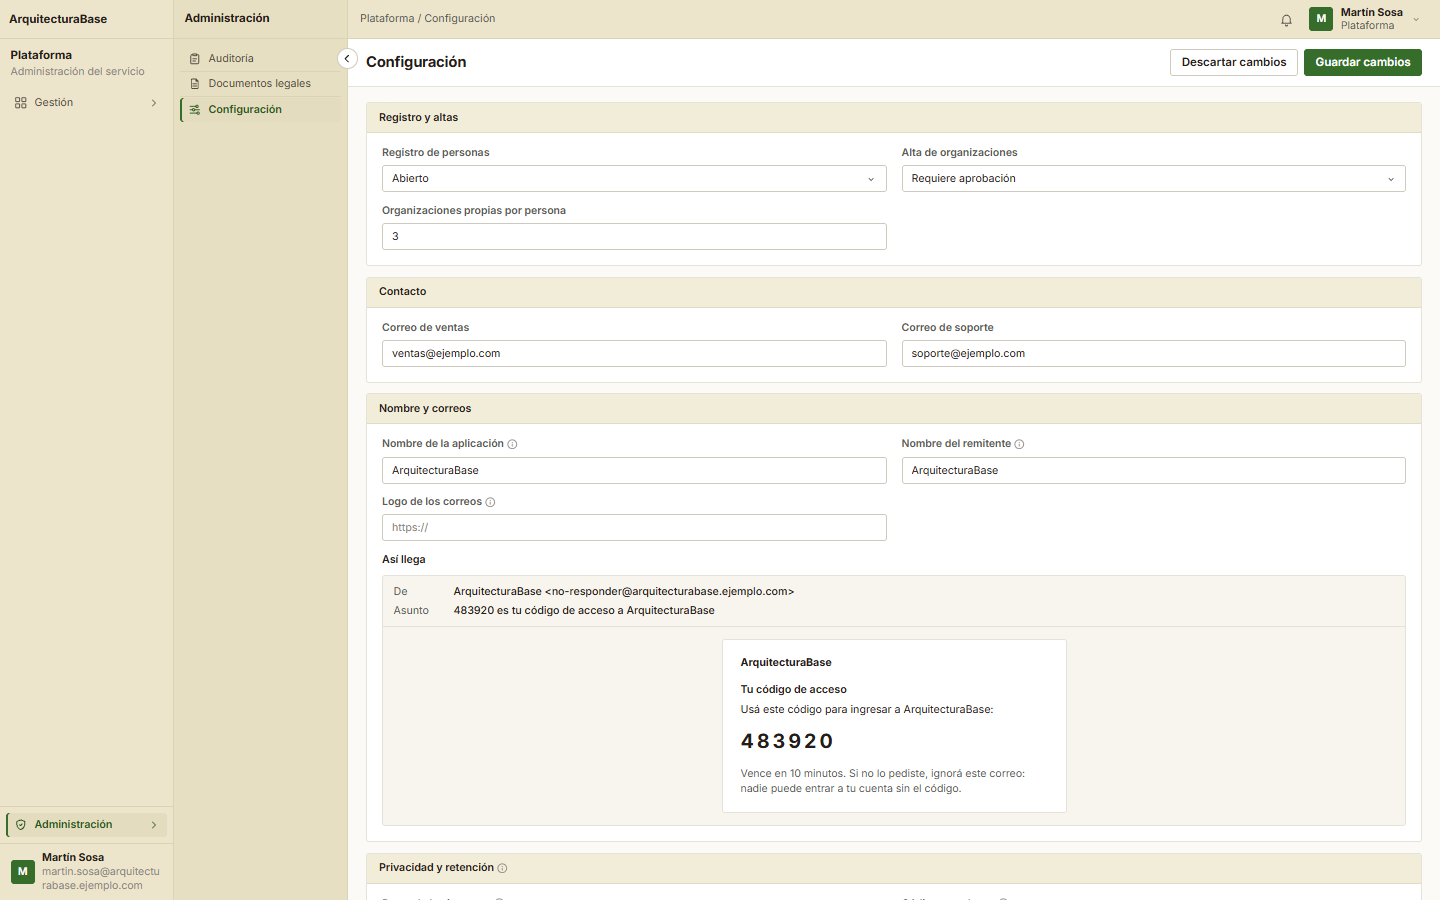 ArquitecturaBase
Plataforma
Administración del servicio
Gestión
Administración
Martín Sosa
martin.sosa@arquitectu
rabase.ejemplo.com
Administración
Auditoría
Documentos legales
Configuración
Plataforma / Configuración
M
Martín Sosa
Plataforma
Configuración
Descartar cambios
Guardar cambios
Registro y altas
Registro de personas
Abierto
Alta de organizaciones
Requiere aprobación
Organizaciones propias por persona
3
Contacto
Correo de ventas
ventas@ejemplo.com
Correo de soporte
soporte@ejemplo.com
Nombre y correos
Nombre de la aplicación
ArquitecturaBase
Nombre del remitente
ArquitecturaBase
Logo de los correos
https://
Así llega
De ArquitecturaBase <no-responder@arquitecturabase.ejemplo.com>
Asunto 483920 es tu código de acceso a ArquitecturaBase
ArquitecturaBase
Tu código de acceso
Usá este código para ingresar a ArquitecturaBase:
483920
Vence en 10 minutos. Si no lo pediste, ignorá este correo:
nadie puede entrar a tu cuenta sin el código.
Privacidad y retención
M